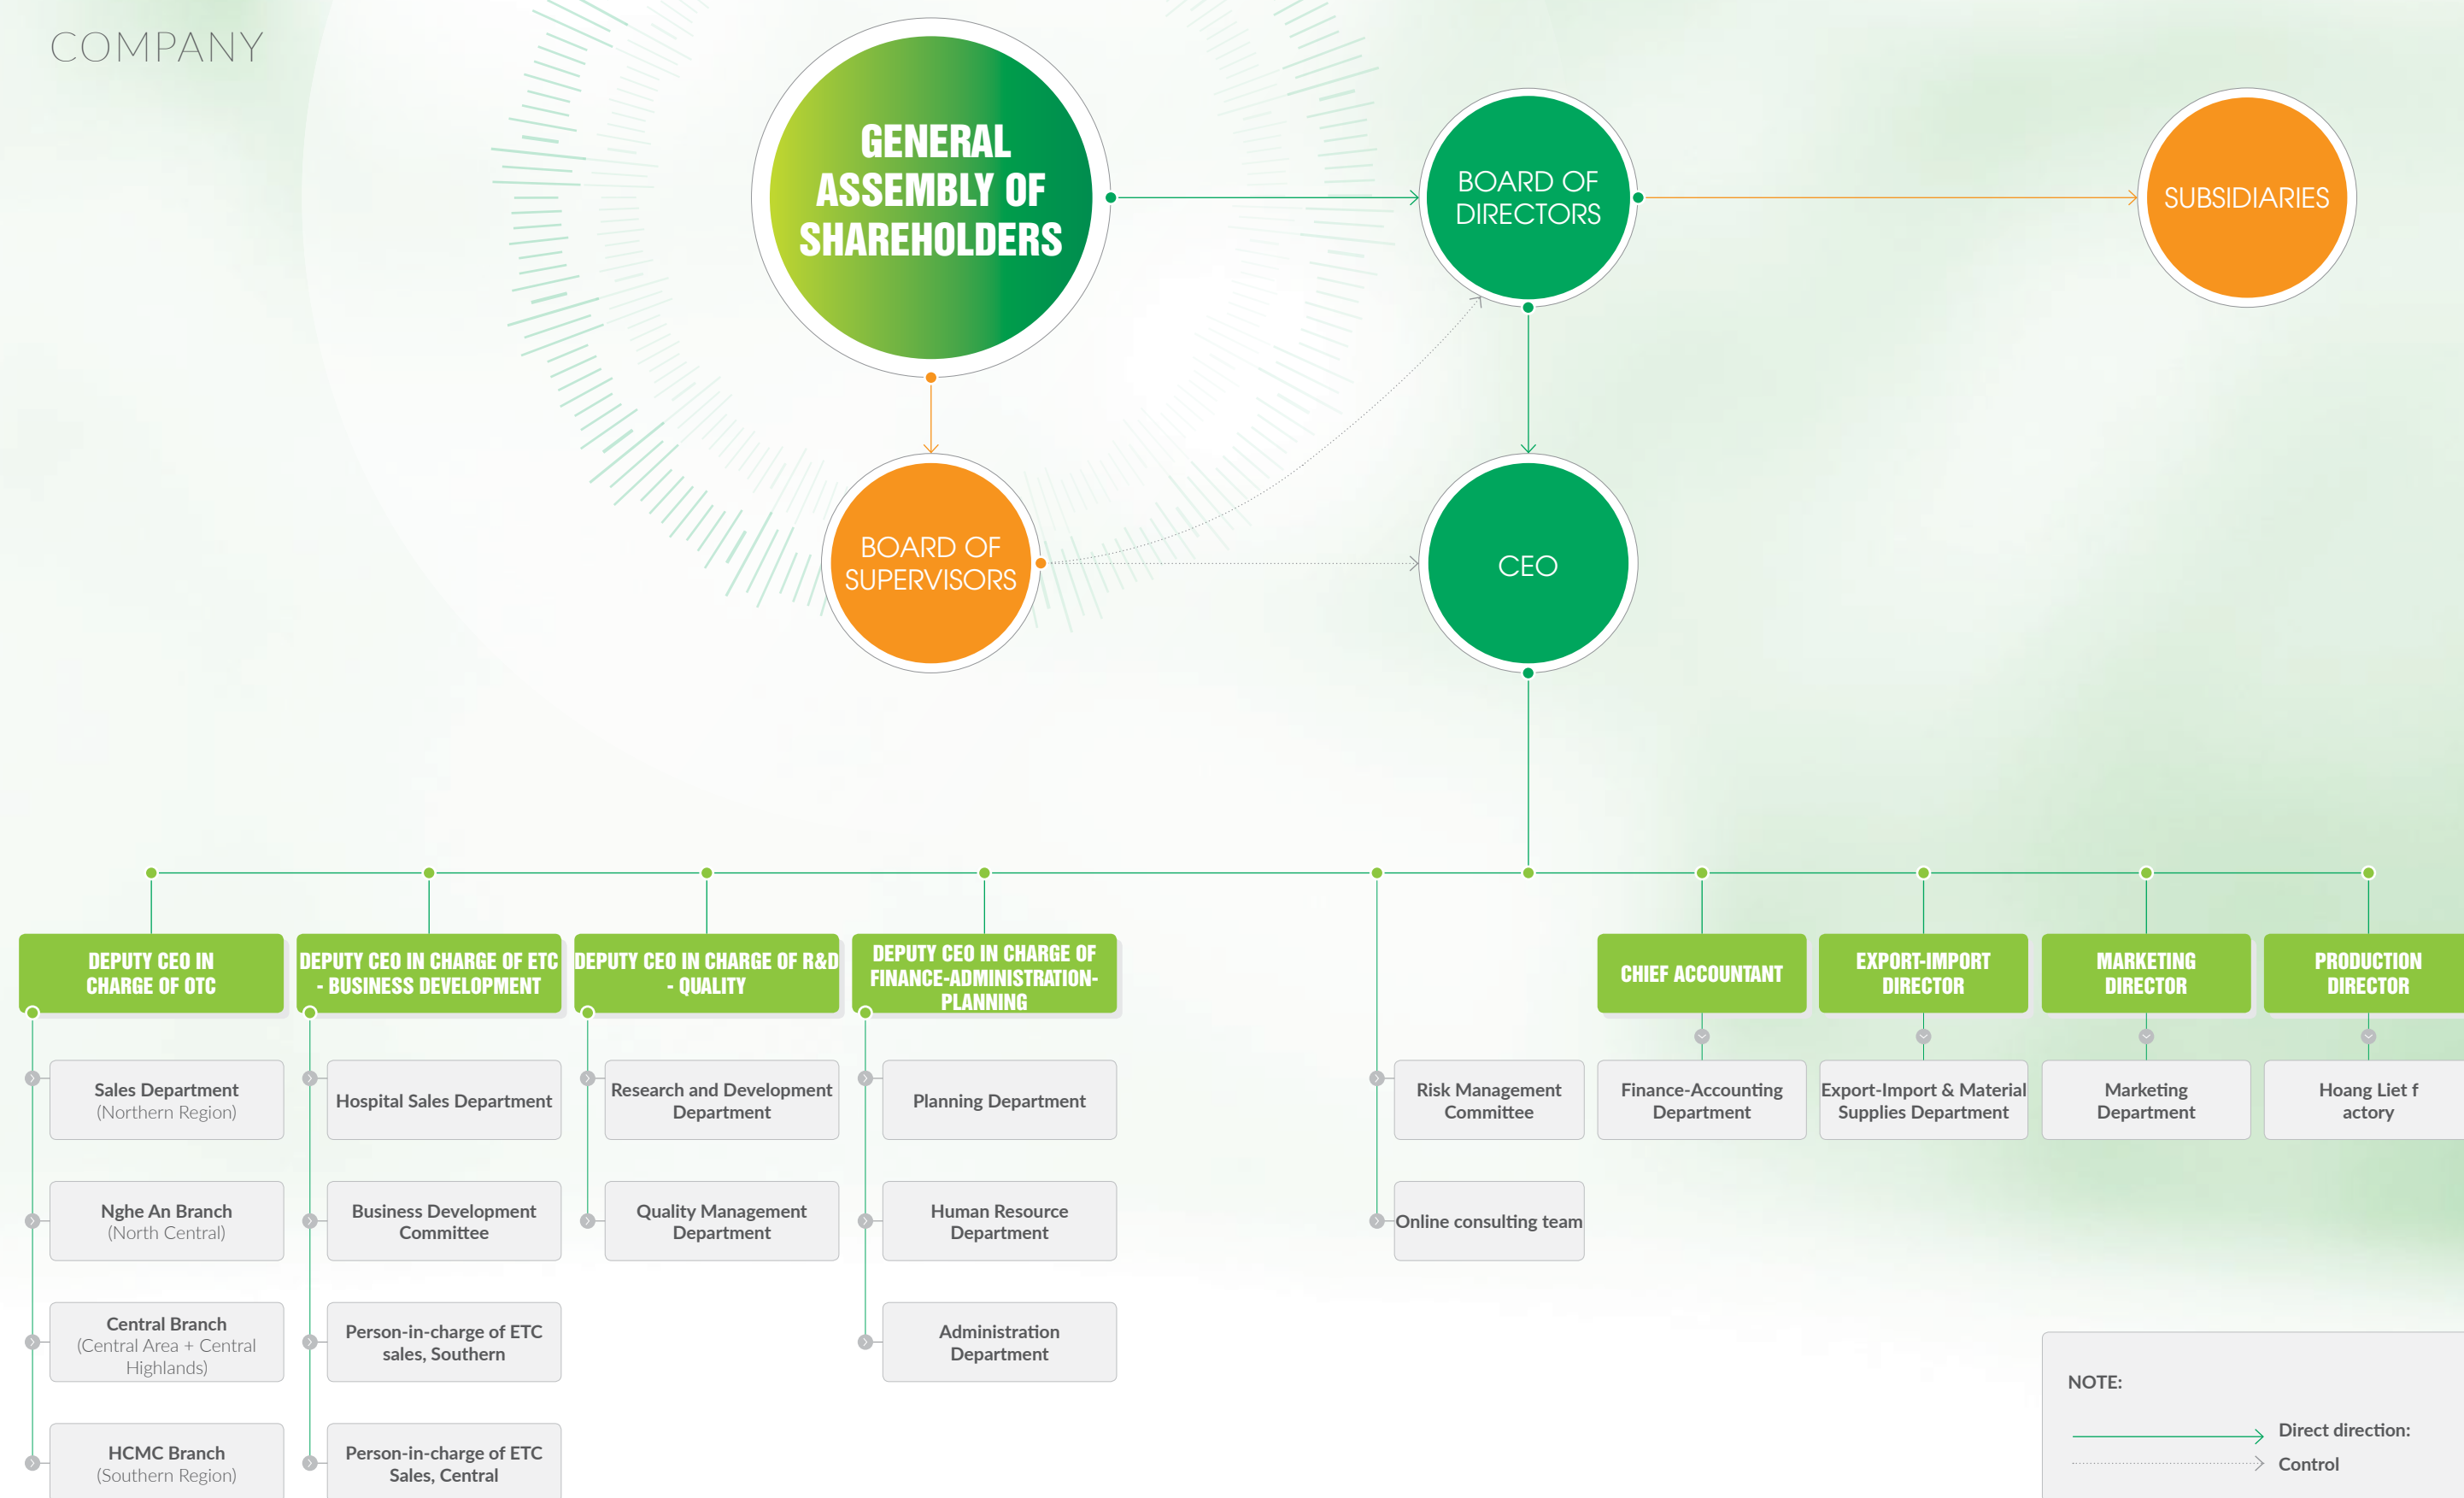 COMPANY
GENERAL
ASSEMBLY OF
SHAREHOLDERS
BOARD OF
DIRECTORS
SUBSIDIARIES
BOARD OF
SUPERVISORS
CEO
DEPUTY CEO IN
CHARGE OF OTC
DEPUTY CEO IN CHARGE OF ETC
- BUSINESS DEVELOPMENT
DEPUTY CEO IN CHARGE OF R&D
- QUALITY
DEPUTY CEO IN CHARGE OF
FINANCE-ADMINISTRATION-
PLANNING
CHIEF ACCOUNTANT
EXPORT-IMPORT
DIRECTOR
MARKETING
DIRECTOR
PRODUCTION
DIRECTOR
Sales Department
(Northern Region)
Hospital Sales Department
Research and Development
Department
Planning Department
Risk Management
Committee
Finance-Accounting
Department
Export-Import & Material
Supplies Department
Marketing
Department
Hoang Liet f
actory
Nghe An Branch
(North Central)
Business Development
Committee
Quality Management
Department
Human Resource
Department
Online consulting team
Central Branch
(Central Area + Central
Highlands)
Person-in-charge of ETC
sales, Southern
Administration
Department
HCMC Branch
(Southern Region)
Person-in-charge of ETC
Sales, Central
NOTE:
Direct direction:
Control